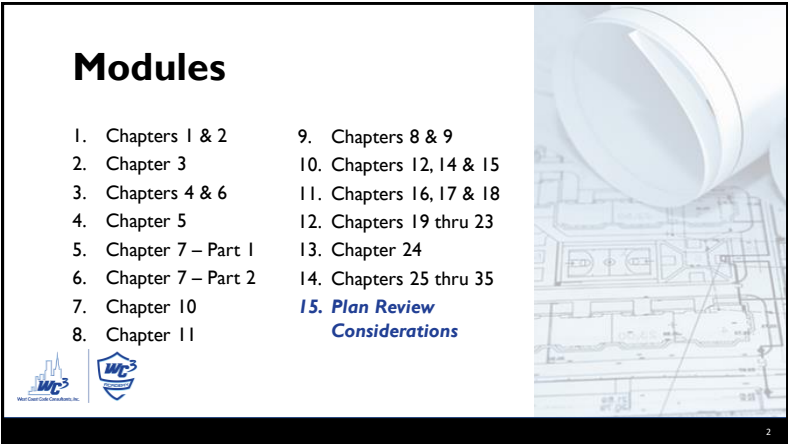 Modules
1. Chapters 1 & 2
2. Chapter 3
3. Chapters 4 & 6
4. Chapter 5
5. Chapter 7 – Part 1
6. Chapter 7 – Part 2
7. Chapter 10
8. Chapter 11
9. Chapters 8 & 9
10. Chapters 12, 14 & 15
11. Chapters 16, 17 & 18
12. Chapters 19 thru 23
13. Chapter 24
14. Chapters 25 thru 35
15. Plan Review
Considerations
WC3
West Coast Code Consultants, Inc.
WC3
ACADEMY
2